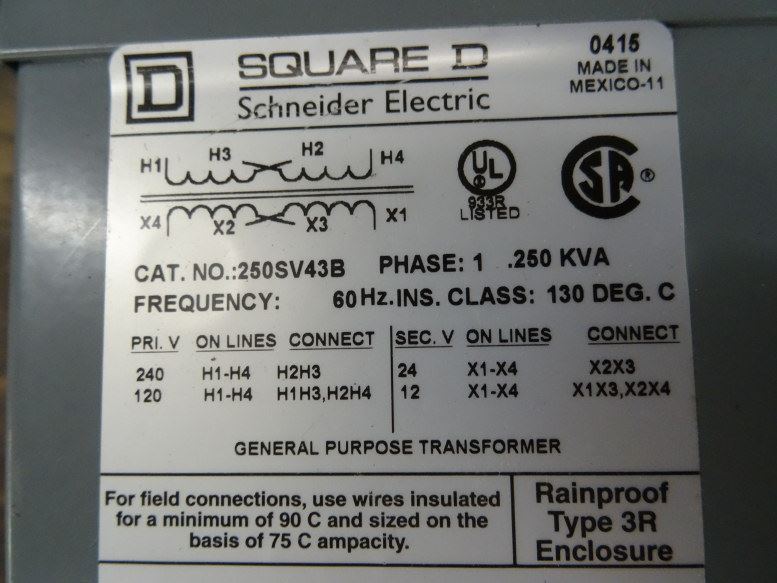 D SQUARE D
Schneider Electric
0415
MADE IN
MEXICO-11
H1 H3 H2 H4
X4 X2 X3 X1
UL
933R
LISTED
SA ®
CAT. NO.:250SV43B PHASE: 1 .250 KVA
FREQUENCY: 60 Hz. INS. CLASS: 130 DEG. C
PRI. V ON LINES CONNECT SEC. V ON LINES CONNECT
240 H1-H4 H2H3 24 X1-X4 X2X3
120 H1-H4 H1H3,H2H4 12 X1-X4 X1X3,X2X4
GENERAL PURPOSE TRANSFORMER
For field connections, use wires insulated
for a minimum of 90 C and sized on the
basis of 75 C ampacity.
Rainproof
Type 3R
Enclosure